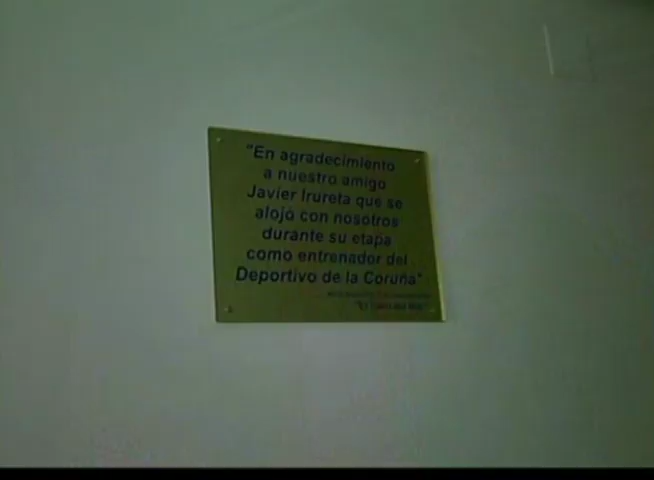 "En agradecimiento
a nuestro amigo
Javier Irureta que se
alojó con nosotros
durante su etapa
como entrenador del
Deportivo de la Coruña"